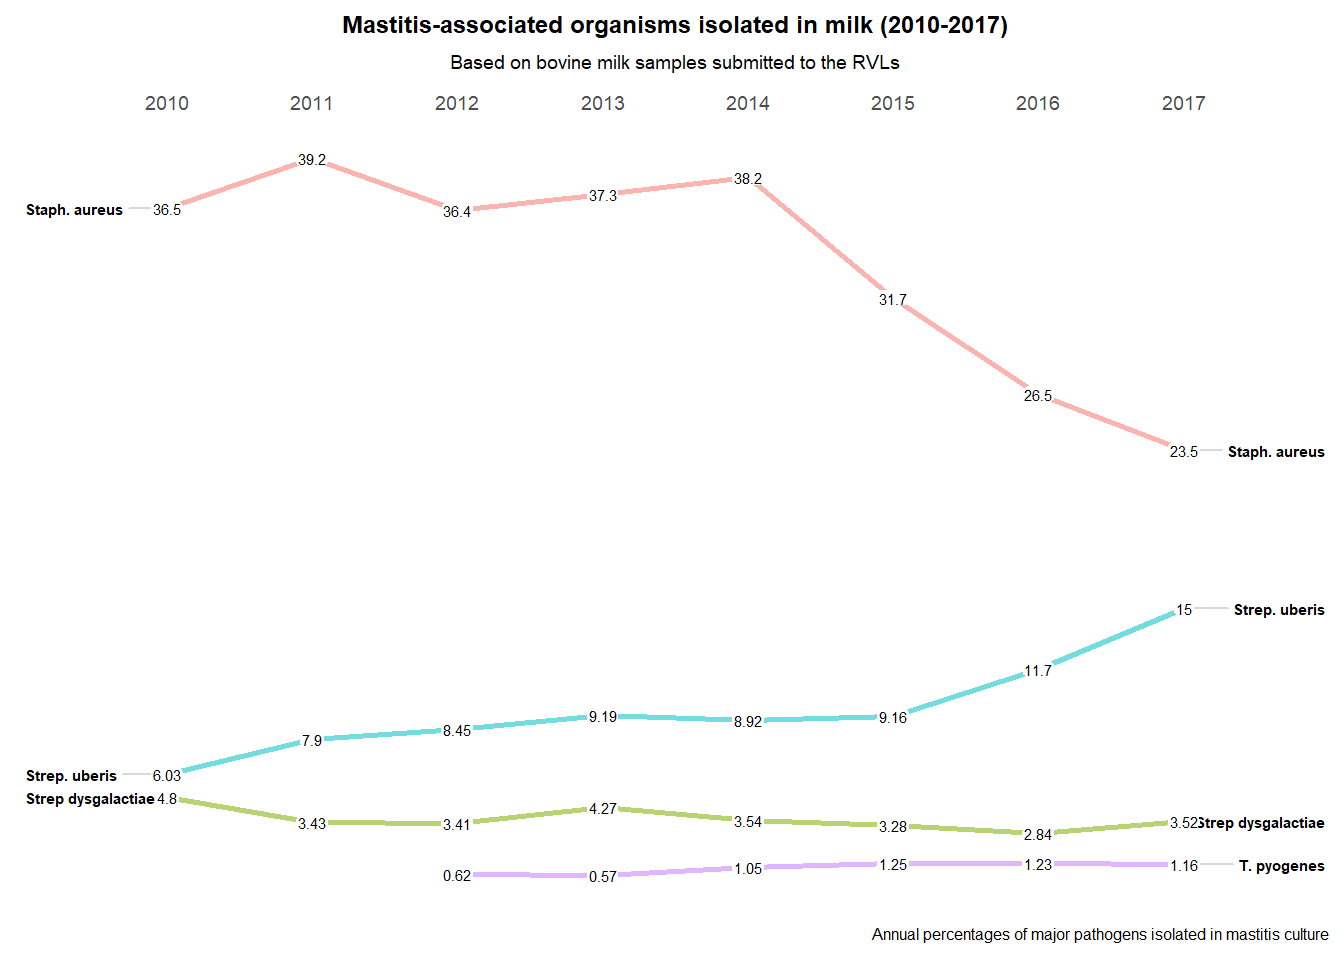 Mastitis-associated organisms isolated in milk (2010-2017)
Based on bovine milk samples submitted to the RVLs
2010 2011 2012 2013 2014 2015 2016 2017
Staph. aureus 36.5 39.2 36.4 37.3 38.2 31.7 26.5 23.5 Staph. aureus
Strep. uberis 6.03 7.9 8.45 9.19 8.92 9.16 11.7 15 Strep. uberis
Strep dysgalactiae 4.8 3.43 3.41 4.27 3.54 3.28 2.84 3.52 Strep dysgalactiae
0.62 0.57 1.05 1.25 1.23 1.16 T. pyogenes
Annual percentages of major pathogens isolated in mastitis culture